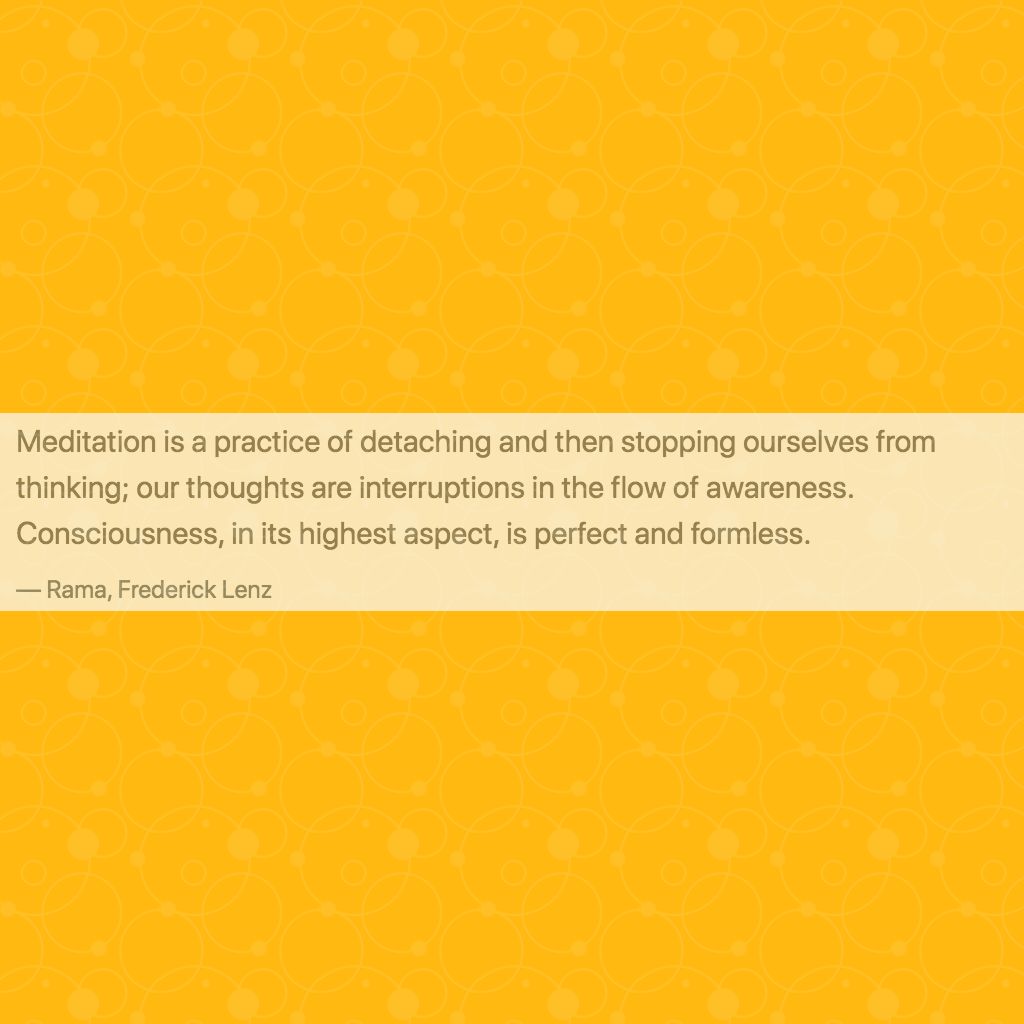 Meditation is a practice of detaching and then stopping ourselves from
thinking; our thoughts are interruptions in the flow of awareness.
Consciousness, in its highest aspect, is perfect and formless.
— Rama, Frederick Lenz